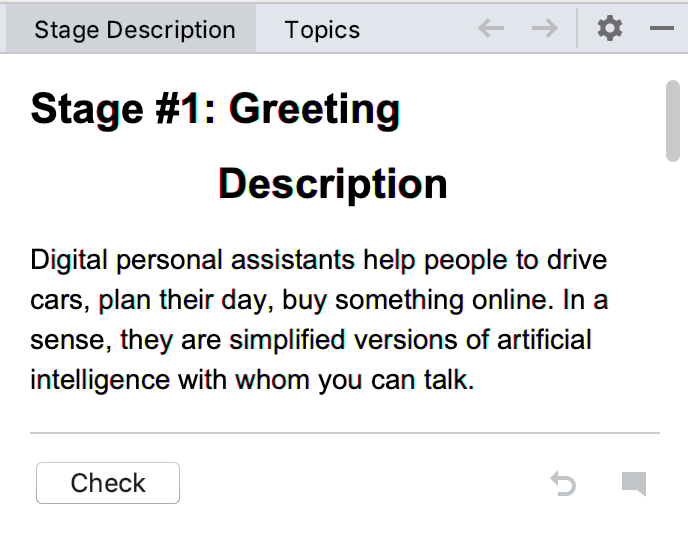 Stage Description Topics
Stage #1: Greeting
Description
Digital personal assistants help people to drive
cars, plan their day, buy something online. In a
sense, they are simplified versions of artificial
intelligence with whom you can talk.
Check